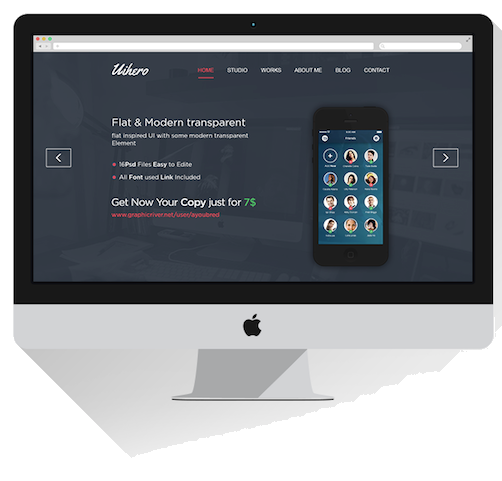 Uihero
HOME STUDIO WORKS ABOUT ME BLOG CONTACT
Flat & Modern transparent
flat inspired UI with some modern transparent
Element
16Psd Files Easy to Edite
All Font used Link Included
Get Now Your Copy just for 7$
www.graphicriver.net/user/ayoubred
Friends